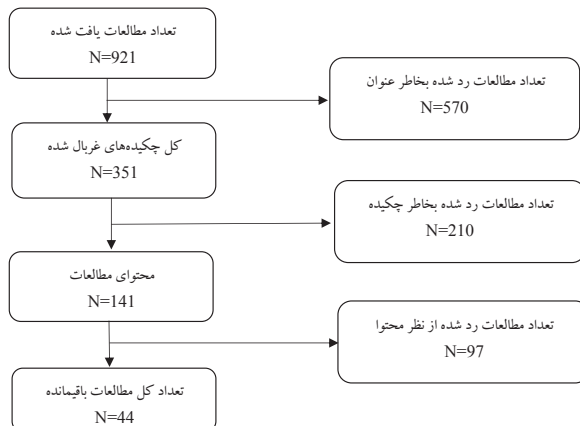 تعداد مطالعات یافت شده
N=921
تعداد مطالعات رد شده بخاطر عنوان
N=570
کل چکیده‌های غربال شده
N=351
تعداد مطالعات رد شده بخاطر چکیده
N=210
محتوای مطالعات
N=141
تعداد مطالعات رد شده از نظر محتوا
N=97
تعداد کل مطالعات باقیمانده
N=44